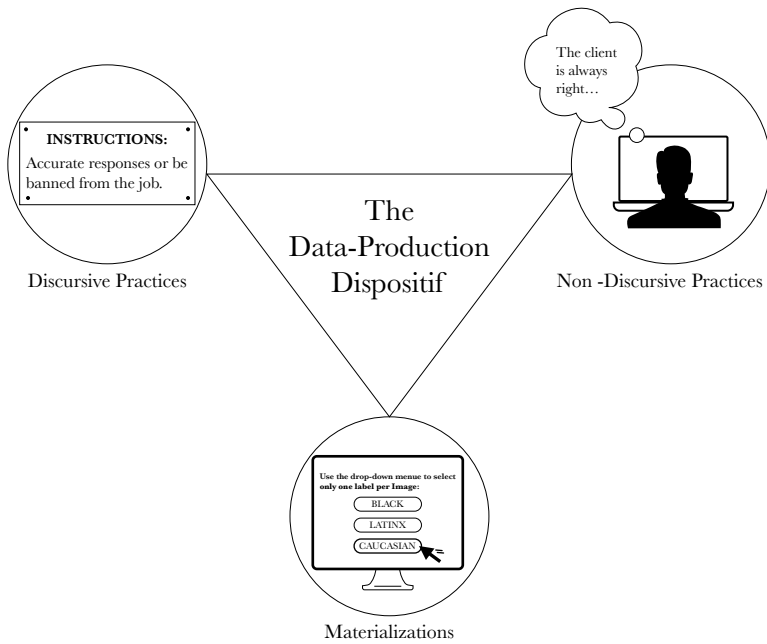 The client
is always
right…
INSTRUCTIONS:
Accurate responses or be
banned from the job.
The
Data-Production
Dispositif
Discursive Practices
Non -Discursive Practices
Use the drop-down menue to select
only one label per Image:
BLACK
LATINX
CAUCASIAN
Materializations